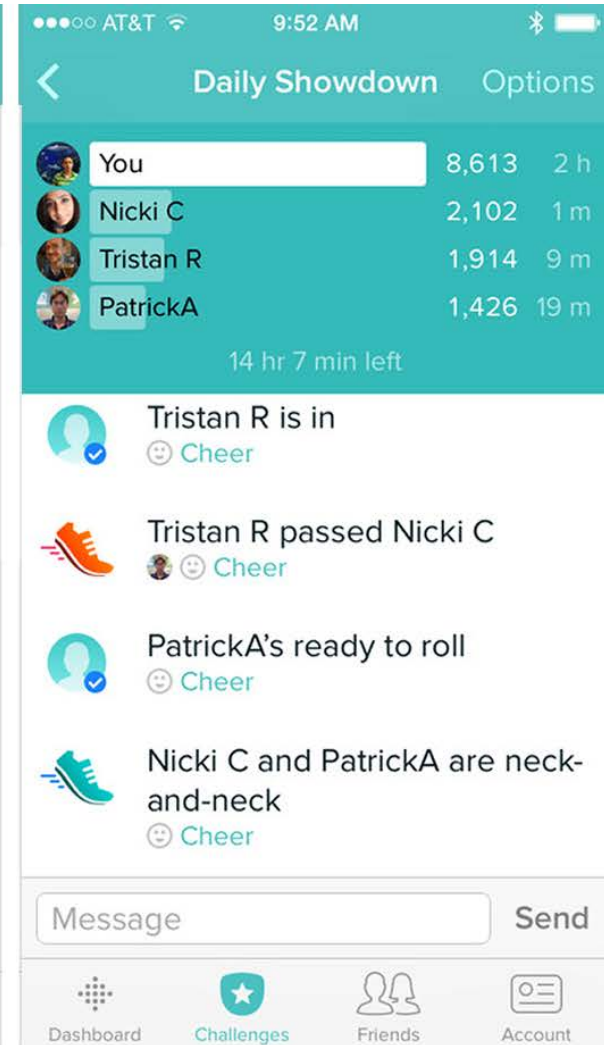 AT&T 9:52 AM
Daily Showdown Options
You 8,613 2 h
Nicki C 2,102 1 m
Tristan R 1,914 9 m
PatrickA 1,426 19 m
14 hr 7 min left
Tristan R is in
Cheer
Tristan R passed Nicki C
Cheer
PatrickA’s ready to roll
Cheer
Nicki C and PatrickA are neck-
and-neck
Cheer
Message Send
Dashboard Challenges Friends Account